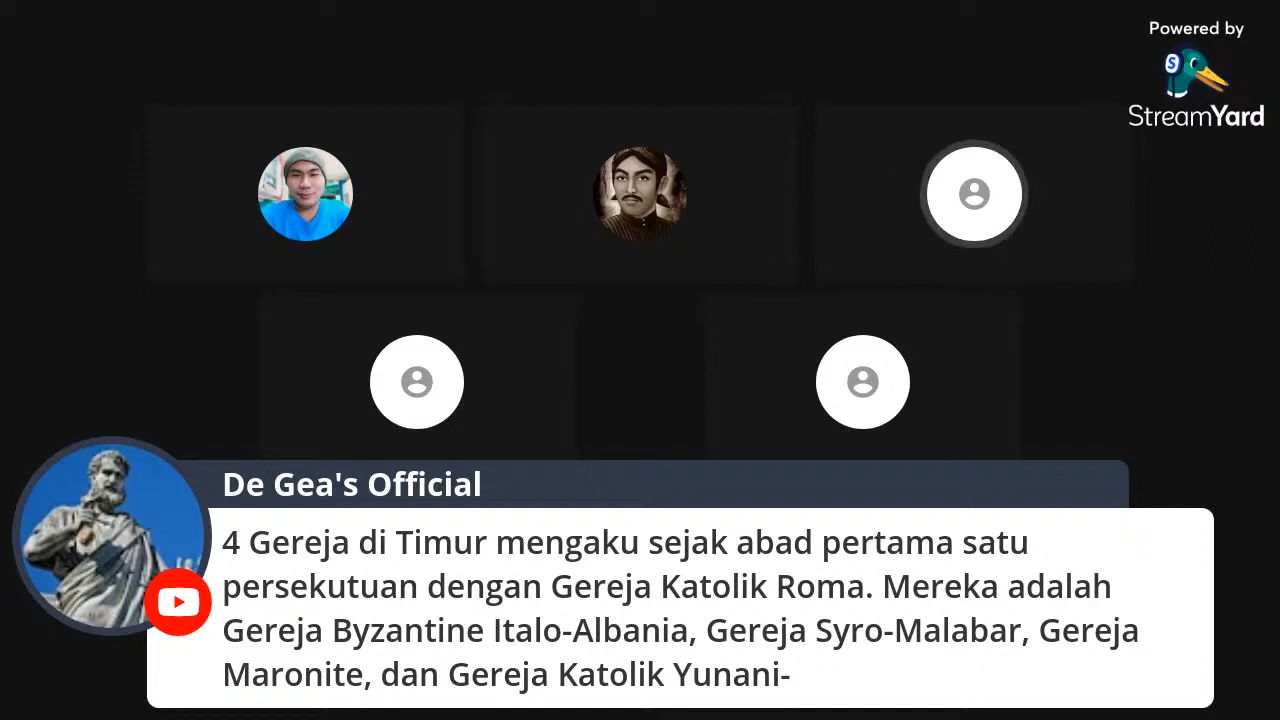 Powered by
StreamYard
De Gea's Official
4 Gereja di Timur mengaku sejak abad pertama satu
persekutuan dengan Gereja Katolik Roma. Mereka adalah
Gereja Byzantine Italo-Albania, Gereja Syro-Malabar, Gereja
Maronite, dan Gereja Katolik Yunani-